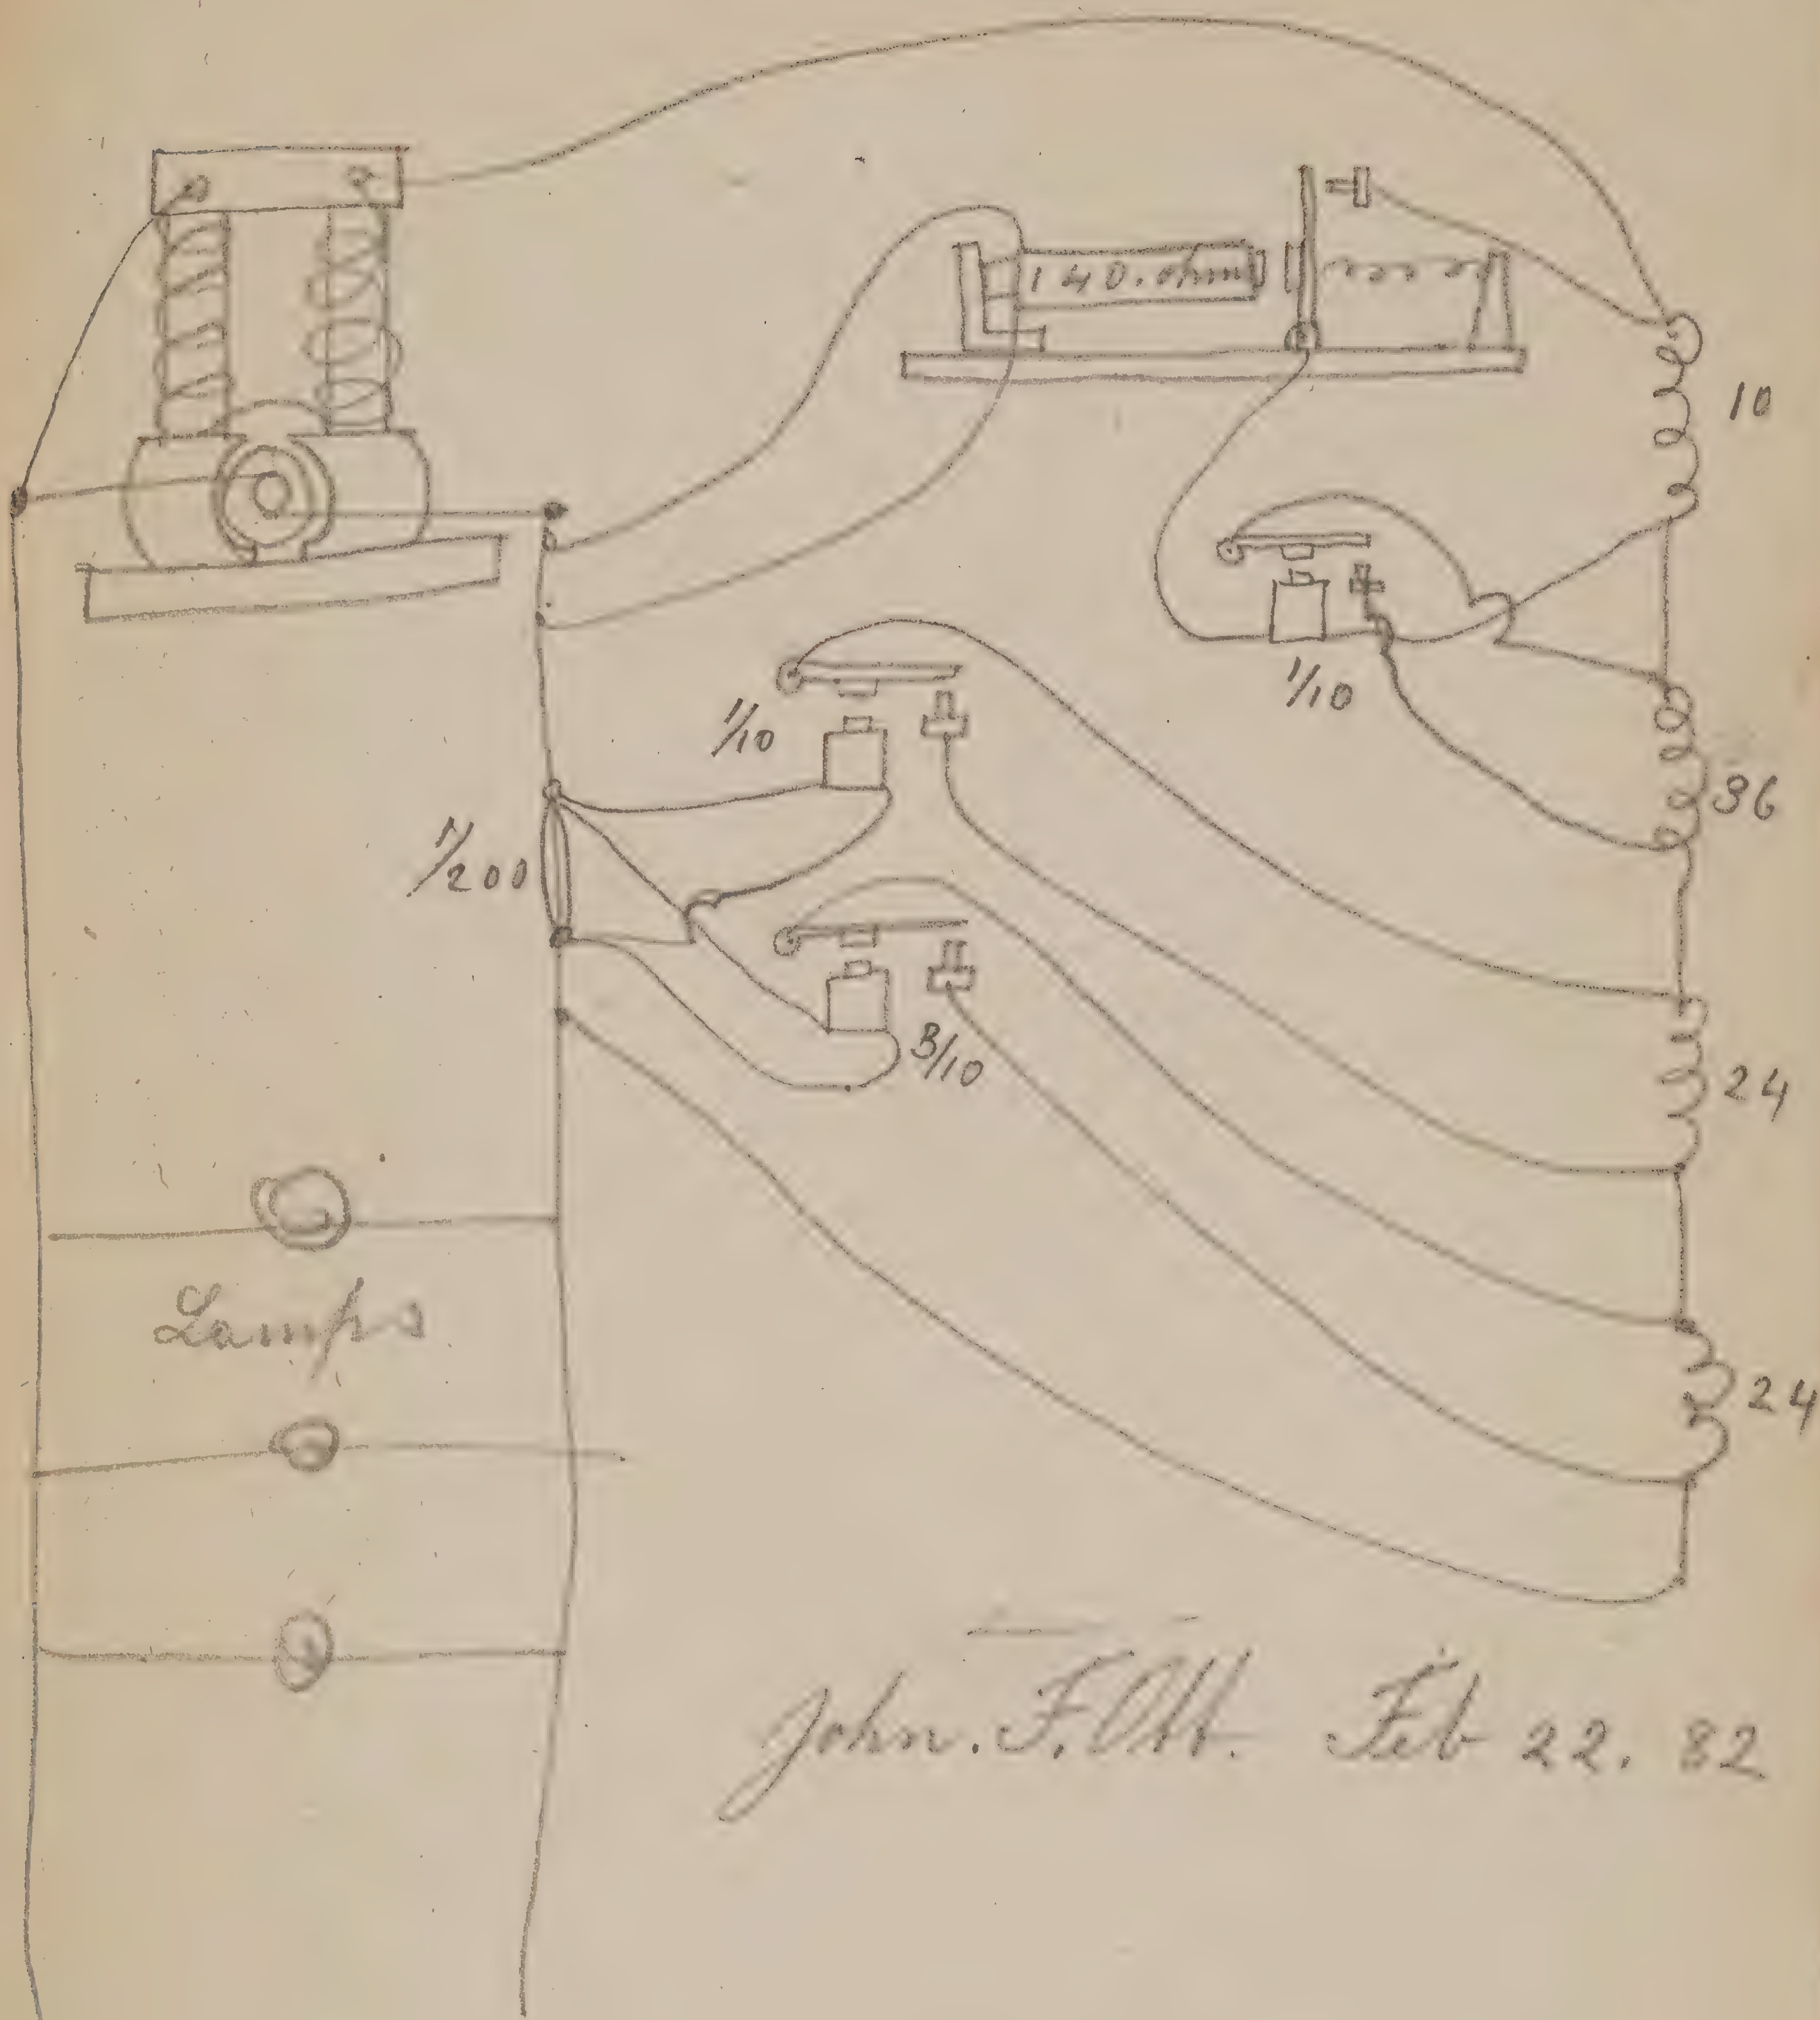 140. ohm
10
1/10
1/10
36
1/200
3/10
24
Lamps
24
John. F. Ott. Feb 22. 82